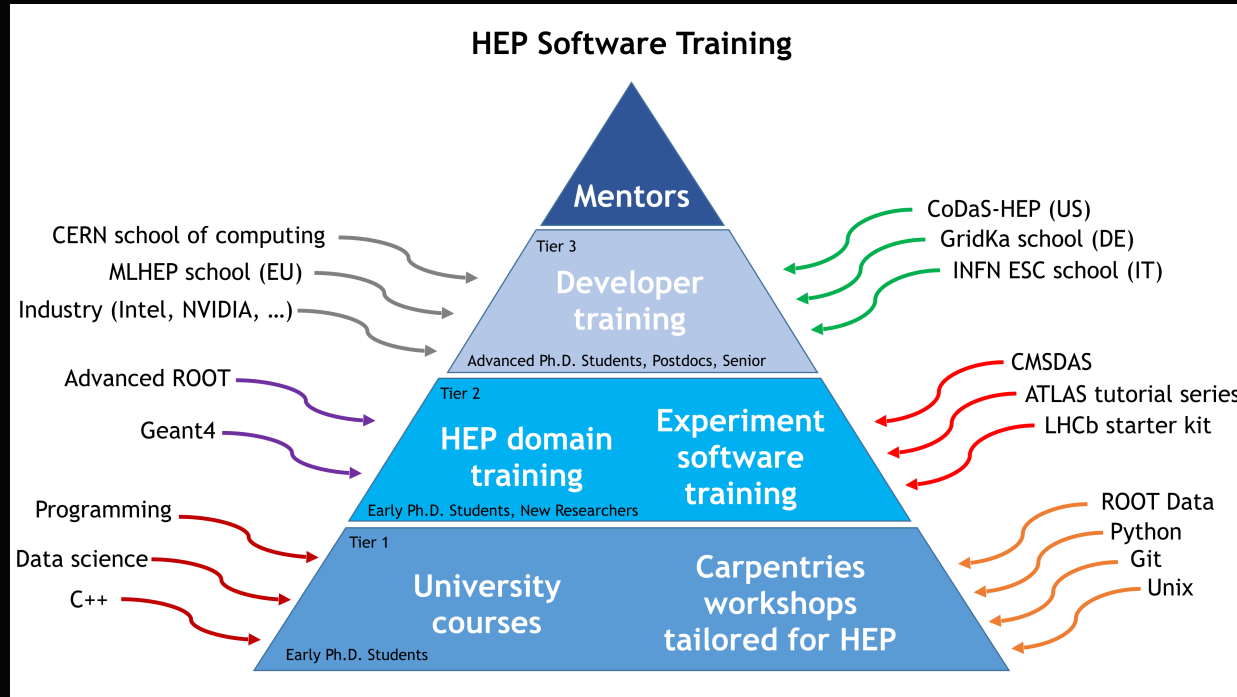 HEP Software Training
Mentors
CERN school of computing
MLHEP school (EU)
Industry (Intel, NVIDIA, …)
Tier 3
Developer
training
Advanced Ph.D. Students, Postdocs, Senior
CoDaS-HEP (US)
GridKa school (DE)
INFN ESC school (IT)
Advanced ROOT
Geant4
Tier 2
HEP domain
training
Experiment
software
training
Early Ph.D. Students, New Researchers
CMSDAS
ATLAS tutorial series
LHCb starter kit
Programming
Data science
C++
Tier 1
University
courses
Carpentries
workshops
tailored for HEP
Early Ph.D. Students
ROOT Data
Python
Git
Unix